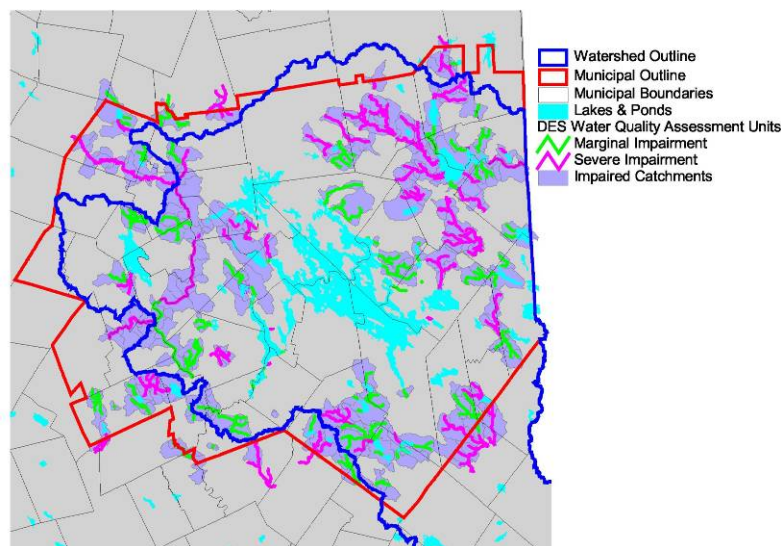 Watershed Outline
Municipal Outline
Municipal Boundaries
Lakes & Ponds
DES Water Quality Assessment Units
Marginal Impairment
Severe Impairment
Impaired Catchments